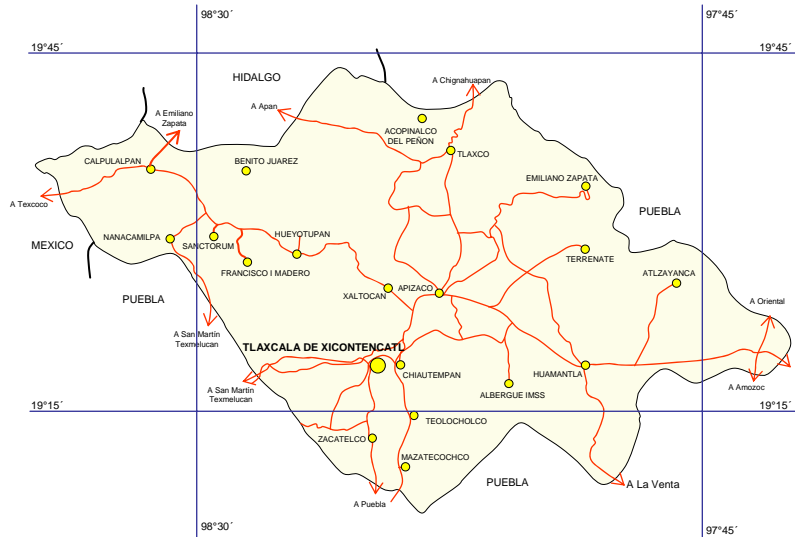 98°30´
97°45´
19°45´
19°45´
HIDALGO
A Chignahuapan
A Apan
A Emiliano
Zapata
ACOPINALCO
DEL PEÑON
TLAXCO
CALPULALPAN
BENITO JUAREZ
EMILIANO ZAPATA
A Texcoco
PUEBLA
MEXICO
NANACAMILPA
SANCTORUM
HUEYOTUPAN
TERRENATE
FRANCISCO I MADERO
ATLZAYANCA
XALTOCAN
APIZACO
PUEBLA
A Oriental
A San Martín
Texmelucan
TLAXCALA DE XICONTENCATL
CHIAUTEMPAN
HUAMANTLA
A San Martín
Texmelucan
ALBERGUE IMSS
A Amozoc
19°15´
19°15´
TEOLOCHOLCO
ZACATELCO
MAZATECOCHCO
PUEBLA
A La Venta
A Puebla
98°30´
97°45´